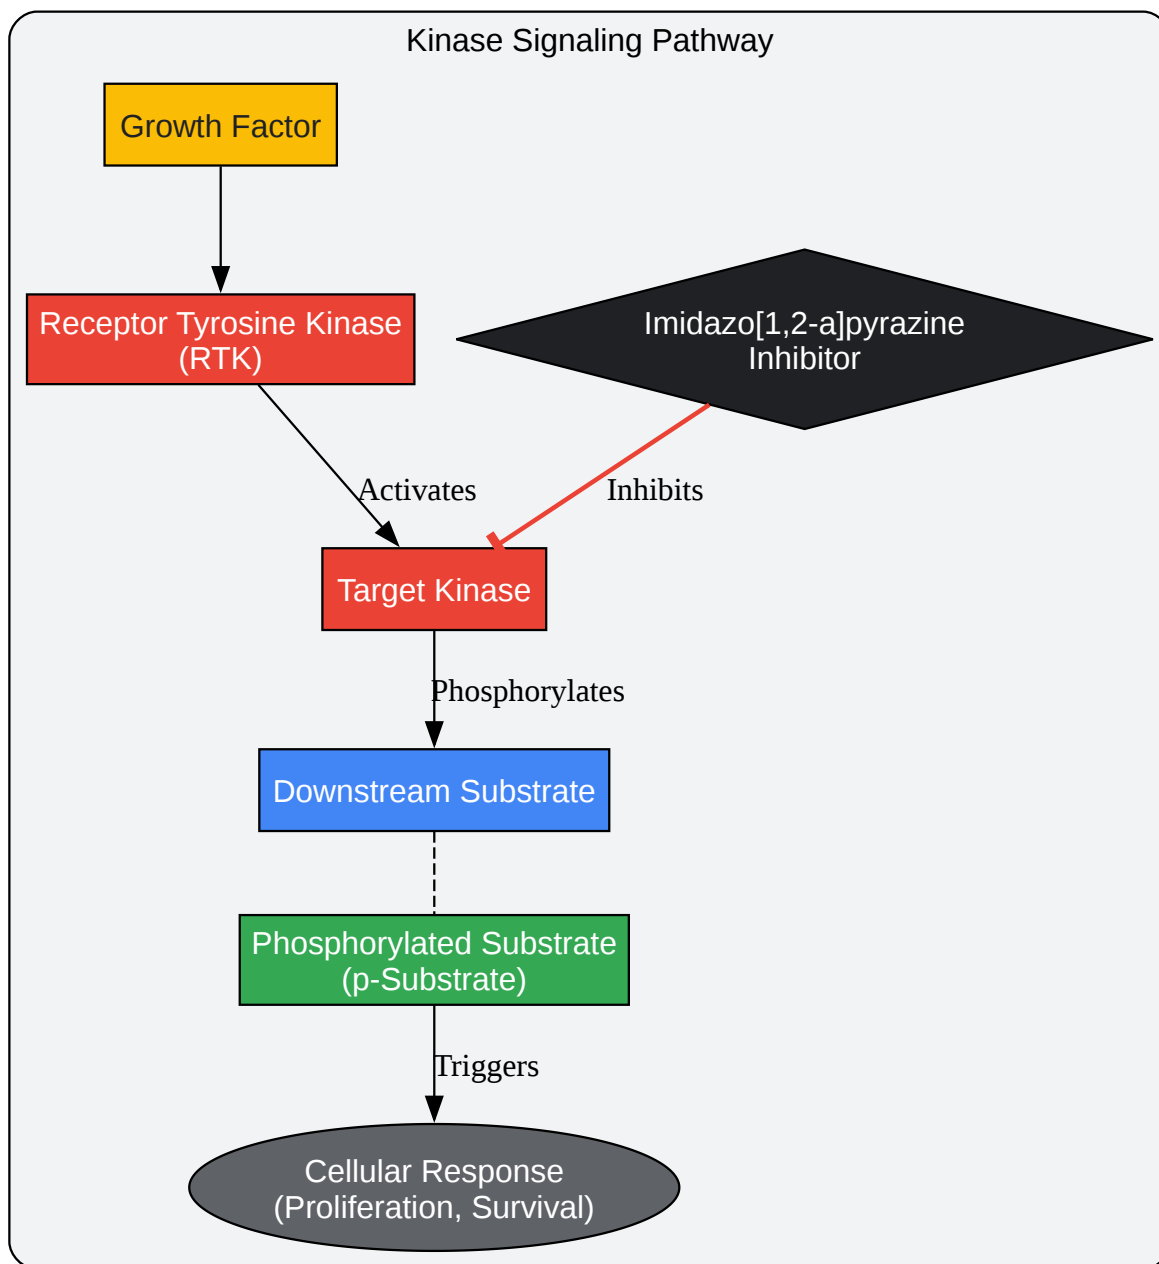 Kinase Signaling Pathway
Growth Factor
Receptor Tyrosine Kinase
(RTK)
Imidazo[1,2-a]pyrazine
Inhibitor
Activates
Inhibits
Target Kinase
Phosphorylates
Downstream Substrate
Phosphorylated Substrate
(p-Substrate)
Triggers
Cellular Response
(Proliferation, Survival)